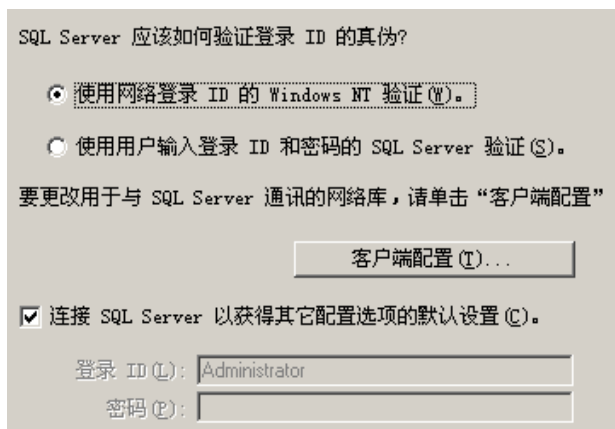 SQL Server 应该如何验证登录 ID 的真伪?
使用网络登录 ID 的 Windows NT 验证(W)。
使用用户输入登录 ID 和密码的 SQL Server 验证(S)。
要更改用于与 SQL Server 通讯的网络库，请单击“客户端配置”
客户端配置(T)...
连接 SQL Server 以获得其它配置选项的默认设置(C)。
登录 ID(L): Administrator
密码(P):